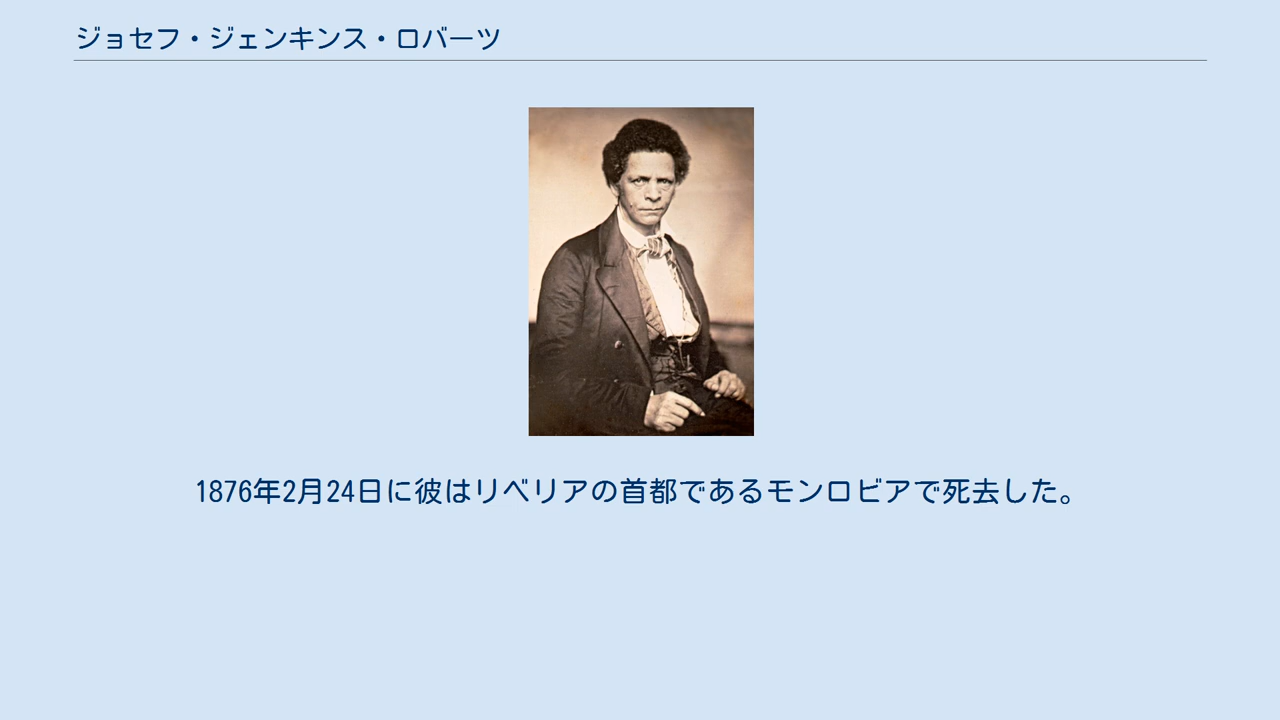 ジョセフ・ジェンキンス・ロバーツ
1876年2月24日に彼はリベリアの首都であるモンロビアで死去した。